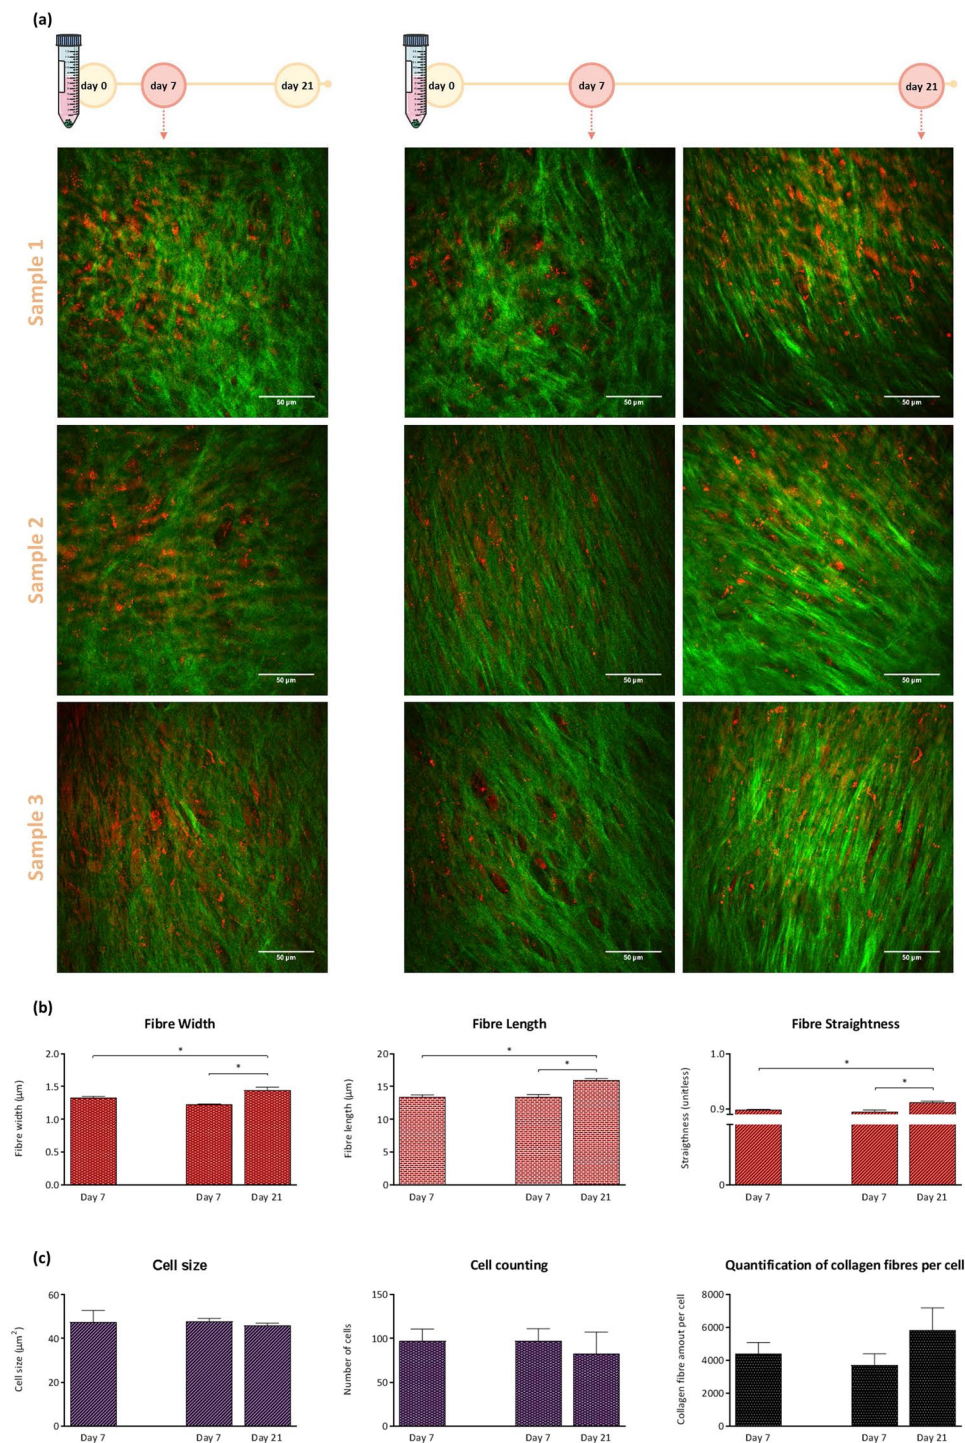 (a)
day 0
day 7
day 21
day 0
day 7
day 21
Sample 1
50 µm
50 µm
50 µm
Sample 2
50 µm
50 µm
50 µm
Sample 3
50 µm
50 µm
50 µm
(b)
Fibre Width
Fibre width (µm)
2.0
1.5
1.0
0.5
0.0
*
*
Day 7
Day 7
Day 21
Fibre Length
Fibre length (µm)
20
15
10
5
0
*
*
Day 7
Day 7
Day 21
Fibre Straightness
Straigthness (unitless)
1.0
0.9
0
*
*
Day 7
Day 7
Day 21
(c)
Cell size
Cell size (µm²)
60
40
20
0
Day 7
Day 7
Day 21
Cell counting
Number of cells
150
100
50
0
Day 7
Day 7
Day 21
Quantification of collagen fibres per cell
Collagen fibre amout per cell
8000
6000
4000
2000
0
Day 7
Day 7
Day 21